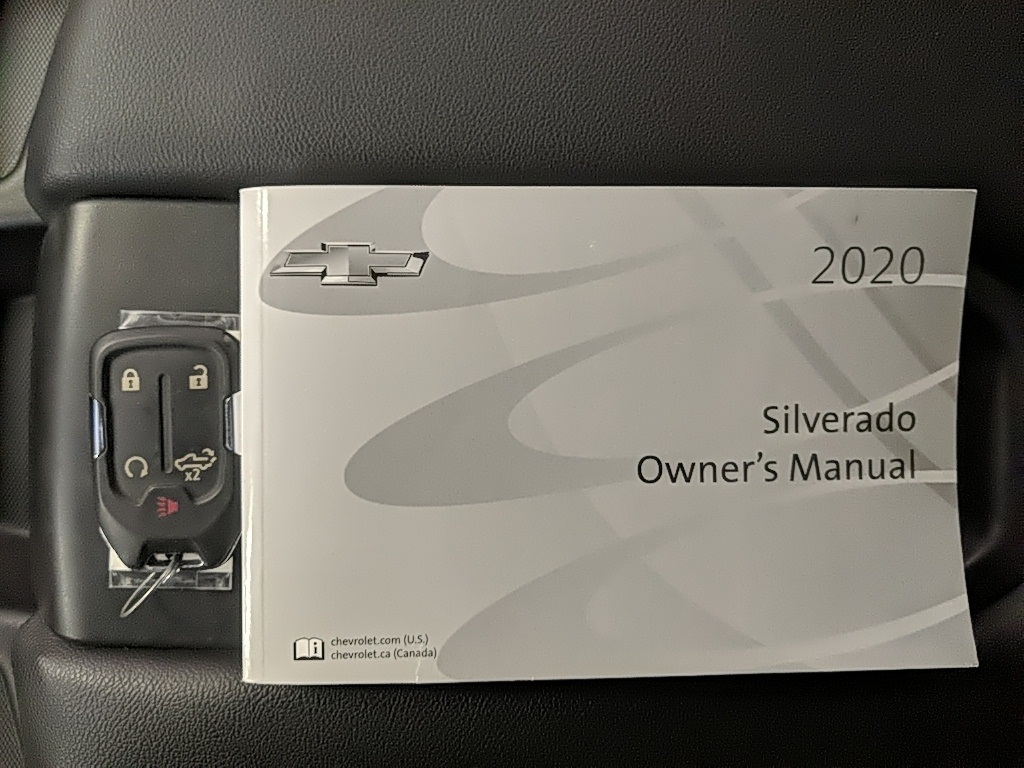 2020
Silverado
Owner's Manual
x2
chevrolet.com (U.S.)
chevrolet.ca (Canada)